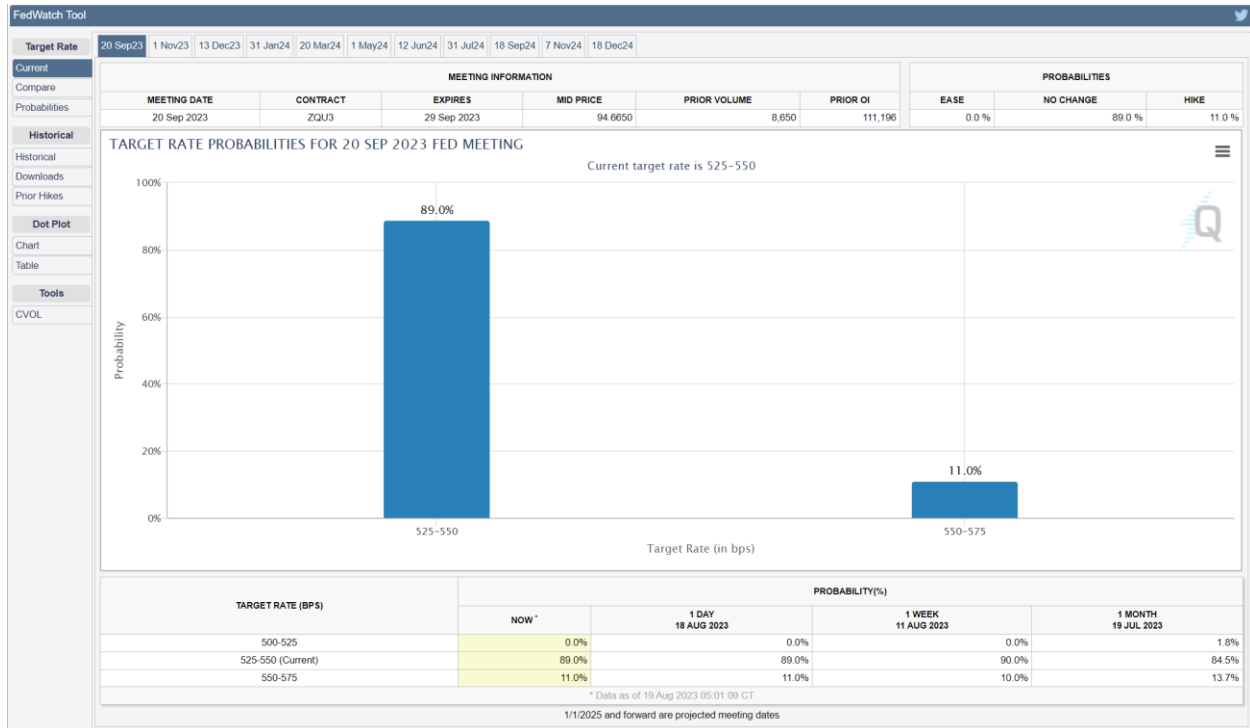 FedWatch Tool
Target Rate
Current
Compare
Probabilities
Historical
Historical
Downloads
Prior Hikes
Dot Plot
Chart
Table
Tools
CVOL
20 Sep23 1 Nov23 13 Dec23 31 Jan24 20 Mar24 1 May24 12 Jun24 31 Jul24 18 Sep24 7 Nov24 18 Dec24
MEETING INFORMATION
MEETING DATE CONTRACT EXPIRES MID PRICE PRIOR VOLUME PRIOR OI
20 Sep 2023 ZQU3 29 Sep 2023 94.6650 8,650 111,196
PROBABILITIES
EASE NO CHANGE HIKE
0.0 % 89.0 % 11.0 %
TARGET RATE PROBABILITIES FOR 20 SEP 2023 FED MEETING
Current target rate is 525-550
Probability
100%
80%
60%
40%
20%
0%
89.0%
11.0%
Q
525-550 550-575
Target Rate (in bps)
TARGET RATE (BPS) PROBABILITY(%)
NOW * 1 DAY 18 AUG 2023 1 WEEK 11 AUG 2023 1 MONTH 19 JUL 2023
500-525 0.0% 0.0% 0.0% 1.8%
525-550 (Current) 89.0% 89.0% 90.0% 84.5%
550-575 11.0% 11.0% 10.0% 13.7%
* Data as of 19 Aug 2023 05:01:09 CT
1/1/2025 and forward are projected meeting dates